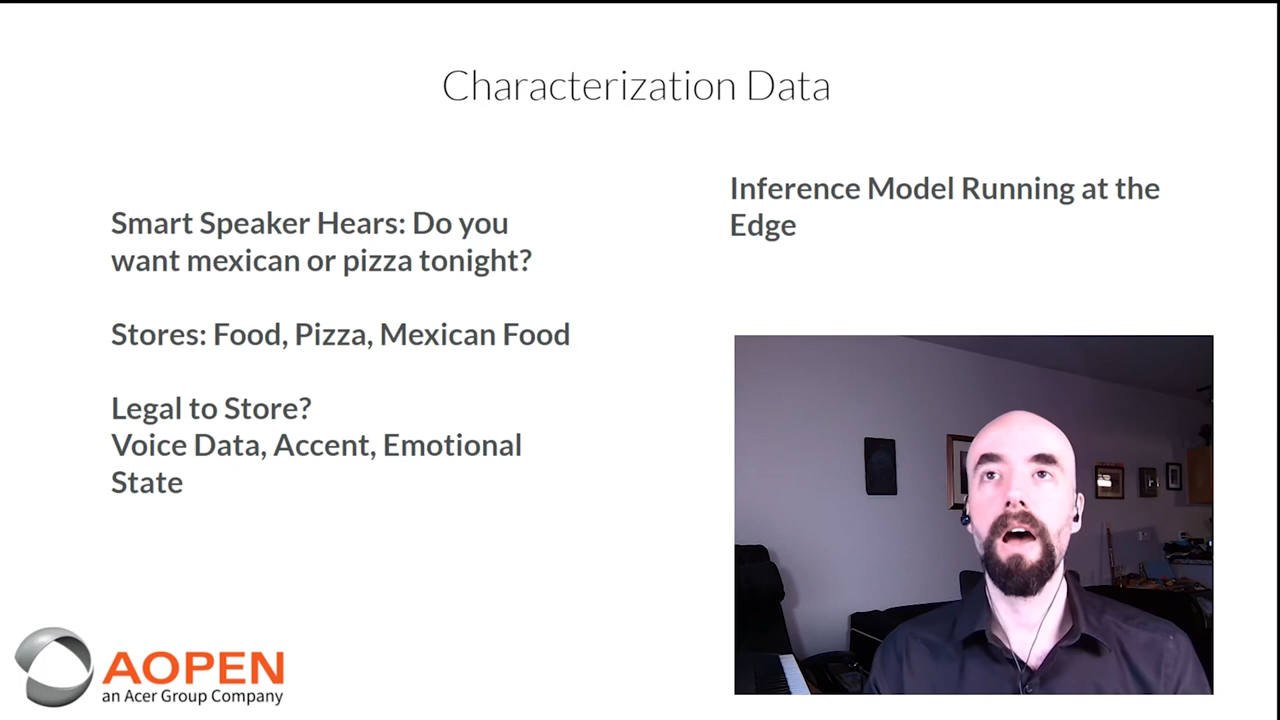 Characterization Data
Smart Speaker Hears: Do you
want mexican or pizza tonight?
Stores: Food, Pizza, Mexican Food
Legal to Store?
Voice Data, Accent, Emotional
State
Inference Model Running at the
Edge
AOPEN
an Acer Group Company